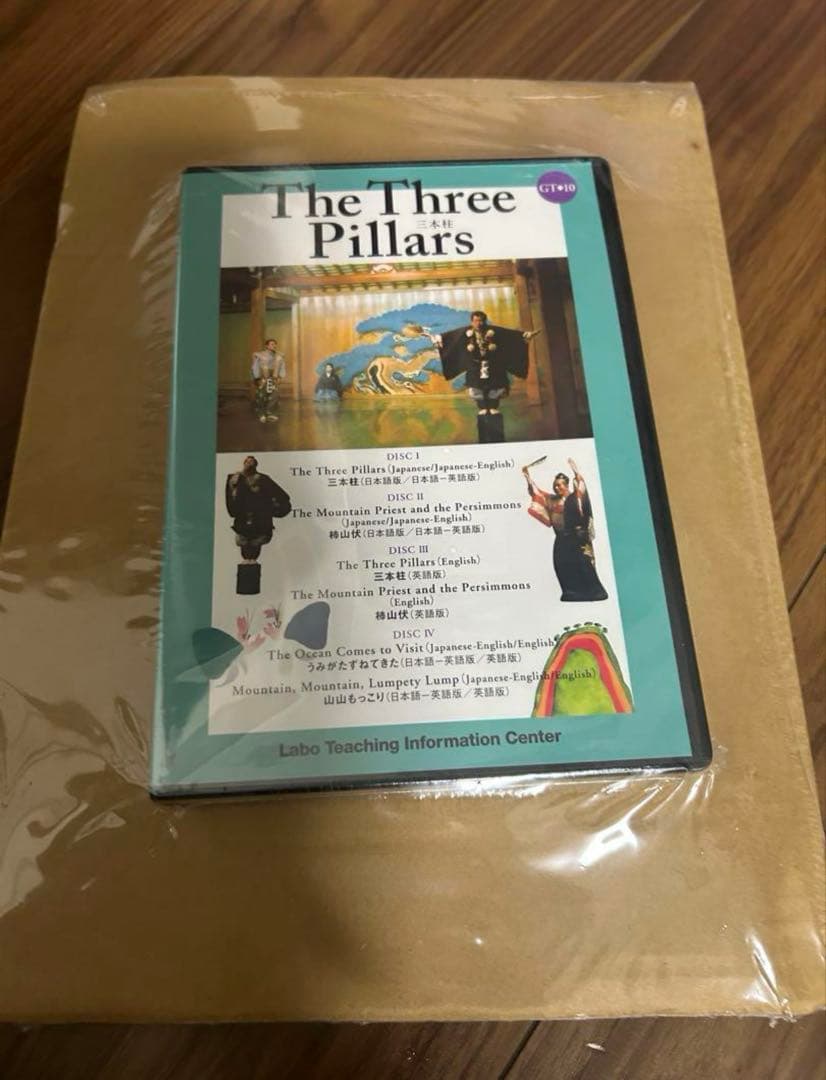 The Three
GT◆10
三本柱
Pillars
DISC I
The Three Pillars (Japanese/Japanese-English)
三本柱(日本語版/日本語ー英語版)
DISC II
The Mountain Priest and the Persimmons
(Japanese/Japanese-English)
柿山伏(日本語版/日本語ー英語版)
DISC III
The Three Pillars (English)
三本柱(英語版)
The Mountain Priest and the Persimmons
(English)
柿山伏(英語版)
DISC IV
The Ocean Comes to Visit (Japanese-English/English)
うみがたずねてきた(日本語ー英語版/英語版)
Mountain, Mountain, Lumpety Lump (Japanese-English/English)
山山もっこり(日本語ー英語版/英語版)
Labo Teaching Information Center